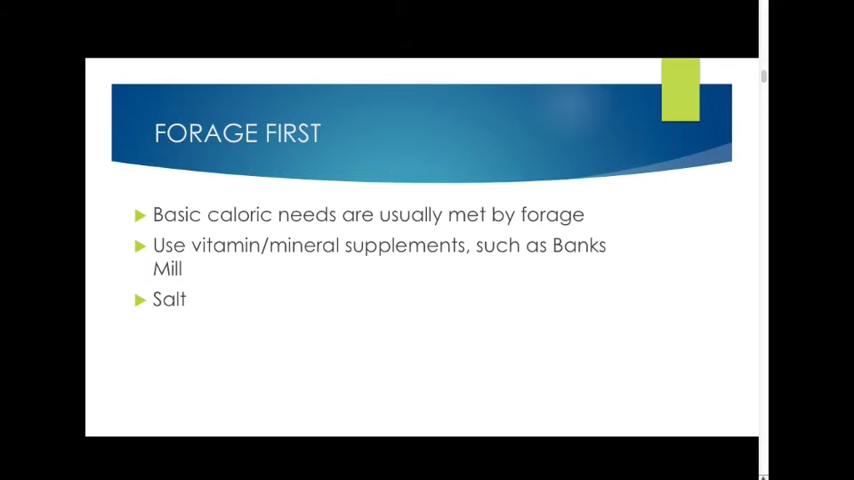 FORAGE FIRST
Basic caloric needs are usually met by forage
Use vitamin/mineral supplements, such as Banks
Mill
Salt